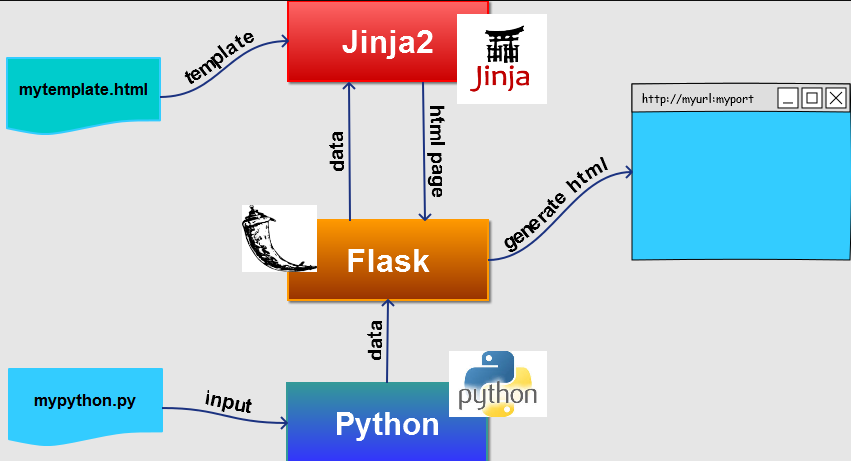 Jinja2
Jinja
template
mytemplate.html
http://myurl:myport
data
html page
generate html
Flask
data
python
mypython.py
input
Python